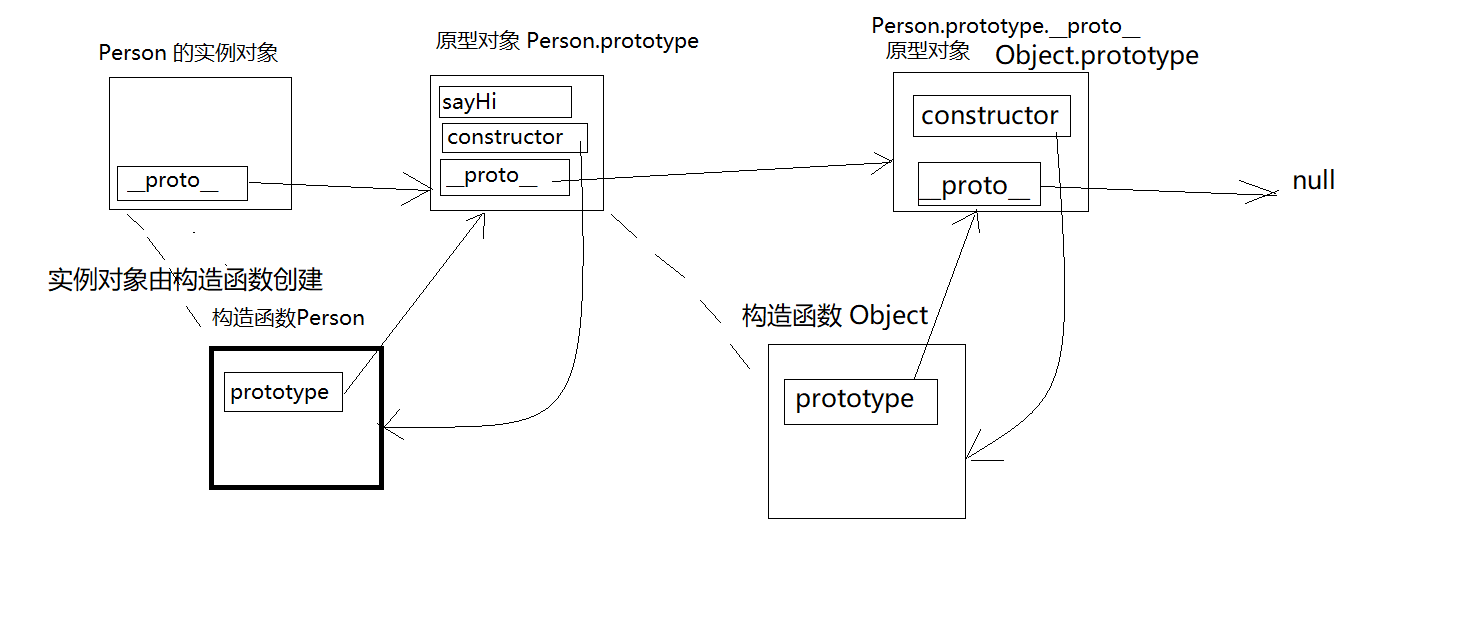 Person 的实例对象
__proto__
原型对象 Person.prototype
sayHi
constructor
__proto__
Person.prototype.__proto__
原型对象 Object.prototype
constructor
__proto__
null
实例对象由构造函数创建
构造函数Person
prototype
构造函数 Object
prototype